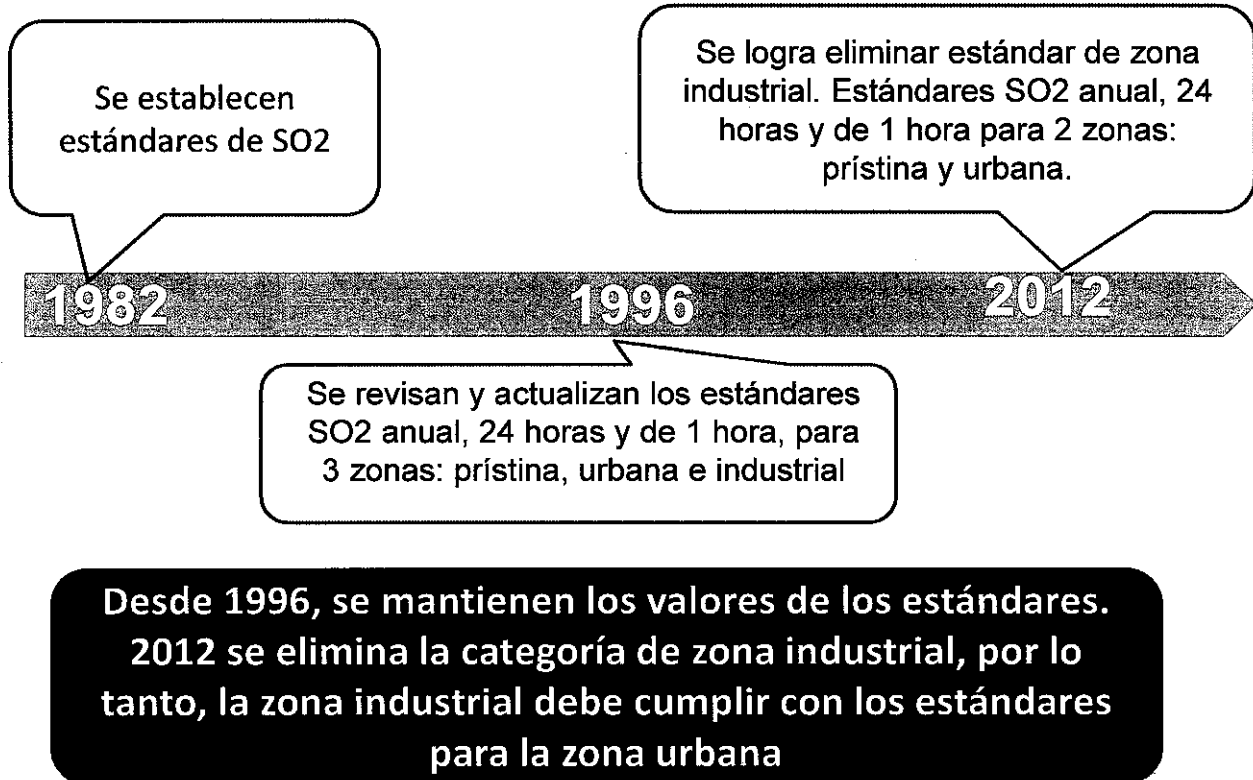 Se establecen
estándares de SO2
Se logra eliminar estándar de zona
industrial. Estándares SO2 anual, 24
horas y de 1 hora para 2 zonas:
prístina y urbana.
1982
1996
2012
Se revisan y actualizan los estándares
SO2 anual, 24 horas y de 1 hora, para
3 zonas: prístina, urbana e industrial
Desde 1996, se mantienen los valores de los estándares.
2012 se elimina la categoría de zona industrial, por lo
tanto, la zona industrial debe cumplir con los estándares
para la zona urbana